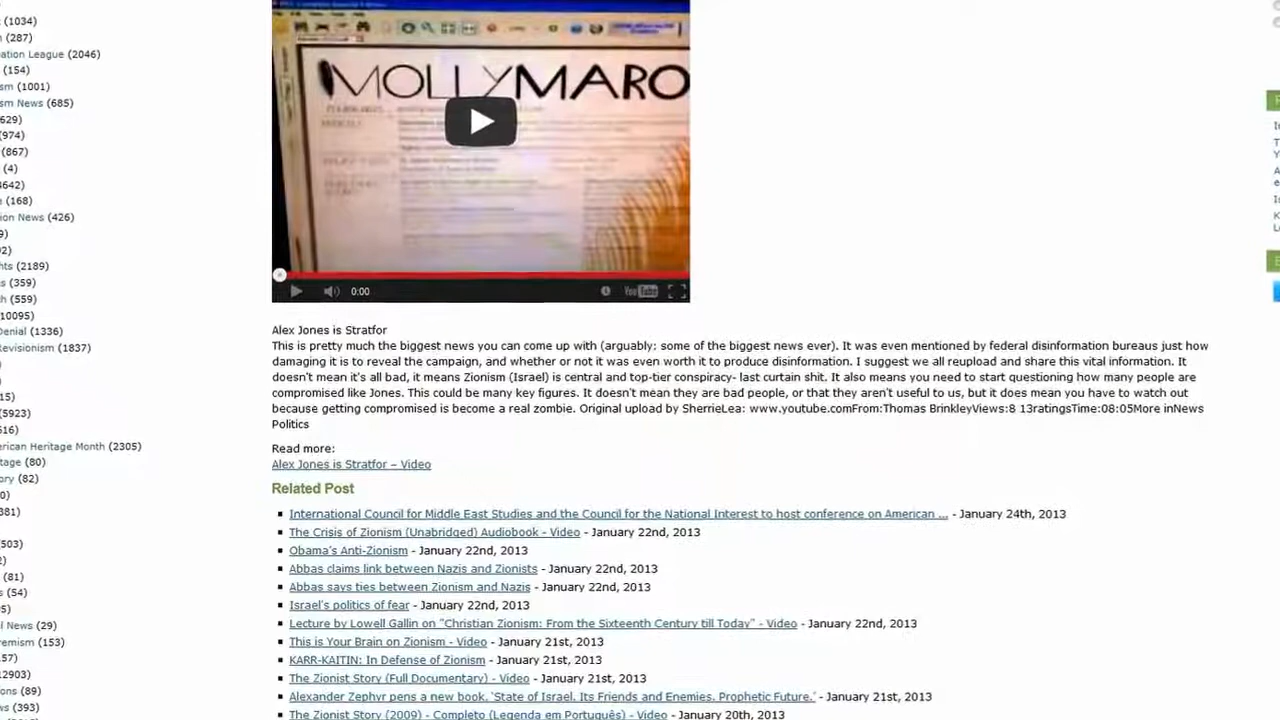 (1034)
(287)
ation League (2046)
(154)
sm (1001)
sm News (685)
629)
(974)
(867)
(4)
4642)
(168)
ion News (426)
9)
02)
hts (2189)
s (359)
h (559)
10095)
Denial (1336)
Revisionism (1837)
)
)
15)
(5923)
616)
erican Heritage Month (2305)
tage (80)
ory (82)
0)
381)
(503)
2)
(81)
s (54)
95)
l News (29)
remism (153)
157)
12903)
ons (89)
ws (393)
MOLLYMARO
0:00
YouTube
Alex Jones is Stratfor
This is pretty much the biggest news you can come up with (arguably: some of the biggest news ever). It was even mentioned by federal disinformation bureaus just how
damaging it is to reveal the campaign, and whether or not it was even worth it to produce disinformation. I suggest we all reupload and share this vital information. It
doesn't mean it's all bad, it means Zionism (Israel) is central and top-tier conspiracy- last curtain shit. It also means you need to start questioning how many people are
compromised like Jones. This could be many key figures. It doesn't mean they are bad people, or that they aren't useful to us, but it does mean you have to watch out
because getting compromised is become a real zombie. Original upload by SherrieLea: www.youtube.comFrom:Thomas BrinkleyViews:8 13ratingsTime:08:05More inNews
Politics
Read more:
Alex Jones is Stratfor – Video
Related Post
International Council for Middle East Studies and the Council for the National Interest to host conference on American ... - January 24th, 2013
The Crisis of Zionism (Unabridged) Audiobook - Video - January 22nd, 2013
Obama's Anti-Zionism - January 22nd, 2013
Abbas claims link between Nazis and Zionists - January 22nd, 2013
Abbas says ties between Zionism and Nazis - January 22nd, 2013
Israel's politics of fear - January 22nd, 2013
Lecture by Lowell Gallin on "Christian Zionism: From the Sixteenth Century till Today" - Video - January 22nd, 2013
This is Your Brain on Zionism - Video - January 21st, 2013
KARR-KAITIN: In Defense of Zionism - January 21st, 2013
The Zionist Story (Full Documentary) - Video - January 21st, 2013
Alexander Zephyr pens a new book, 'State of Israel. Its Friends and Enemies. Prophetic Future.' - January 21st, 2013
The Zionist Story (2009) - Completo (Legenda em Português) - Video - January 20th, 2013